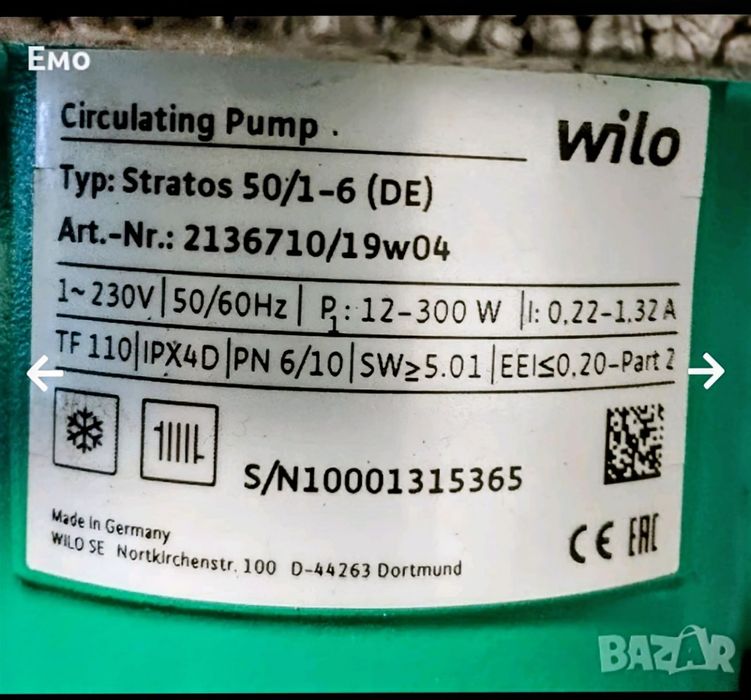 Емо
Circulating Pump .
wilo
Typ: Stratos 50/1-6 (DE)
Art.-Nr.: 2136710/19w04
1~230V|50/60Hz| P₁: 12-300 W |I: 0,22-1.32 A
TF 110|IPX4D|PN 6/10|SW≥5.01|EEI≤0,20-Part 2
S/N10001315365
Made in Germany
WILO SE Nortkirchenstr. 100 D-44263 Dortmund
CE EAC
BAZAR